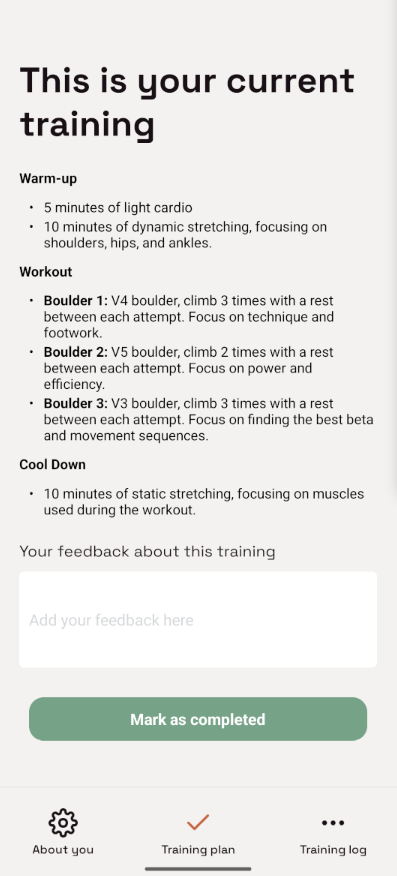 This is your current
training
Warm-up
• 5 minutes of light cardio
• 10 minutes of dynamic stretching, focusing on
shoulders, hips, and ankles.
Workout
• Boulder 1: V4 boulder, climb 3 times with a rest
between each attempt. Focus on technique and
footwork.
• Boulder 2: V5 boulder, climb 2 times with a rest
between each attempt. Focus on power and
efficiency.
• Boulder 3: V3 boulder, climb 3 times with a rest
between each attempt. Focus on finding the best beta
and movement sequences.
Cool Down
• 10 minutes of static stretching, focusing on muscles
used during the workout.
Your feedback about this training
Add your feedback here
Mark as completed
About you
Training plan
Training log